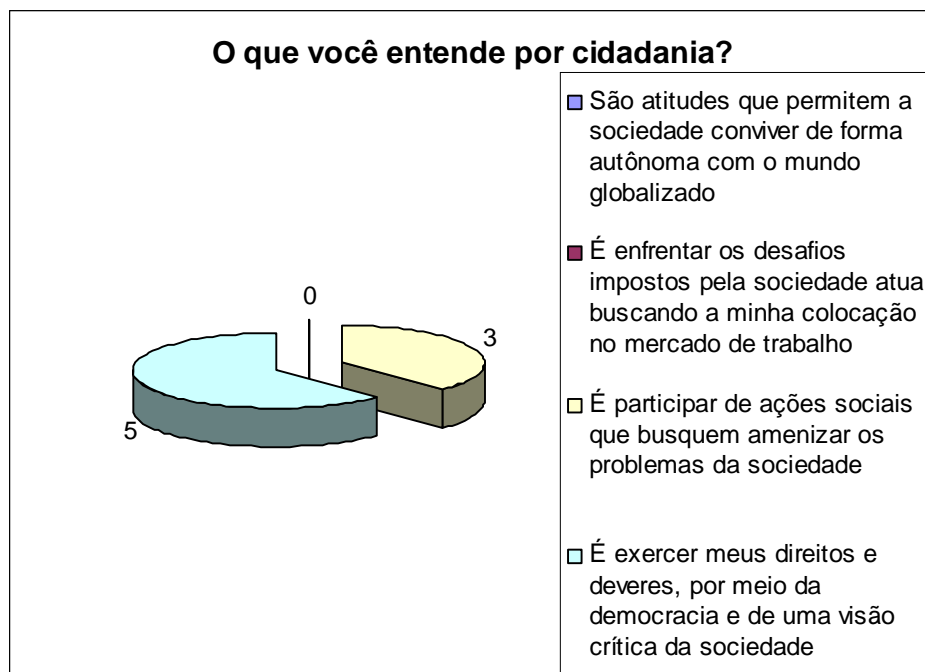 O que você entende por cidadania?
São atitudes que permitem a
sociedade conviver de forma
autônoma com o mundo
globalizado
É enfrentar os desafios
impostos pela sociedade atua
buscando a minha colocação
no mercado de trabalho
É participar de ações sociais
que busquem amenizar os
problemas da sociedade
É exercer meus direitos e
deveres, por meio da
democracia e de uma visão
crítica da sociedade
0
3
5